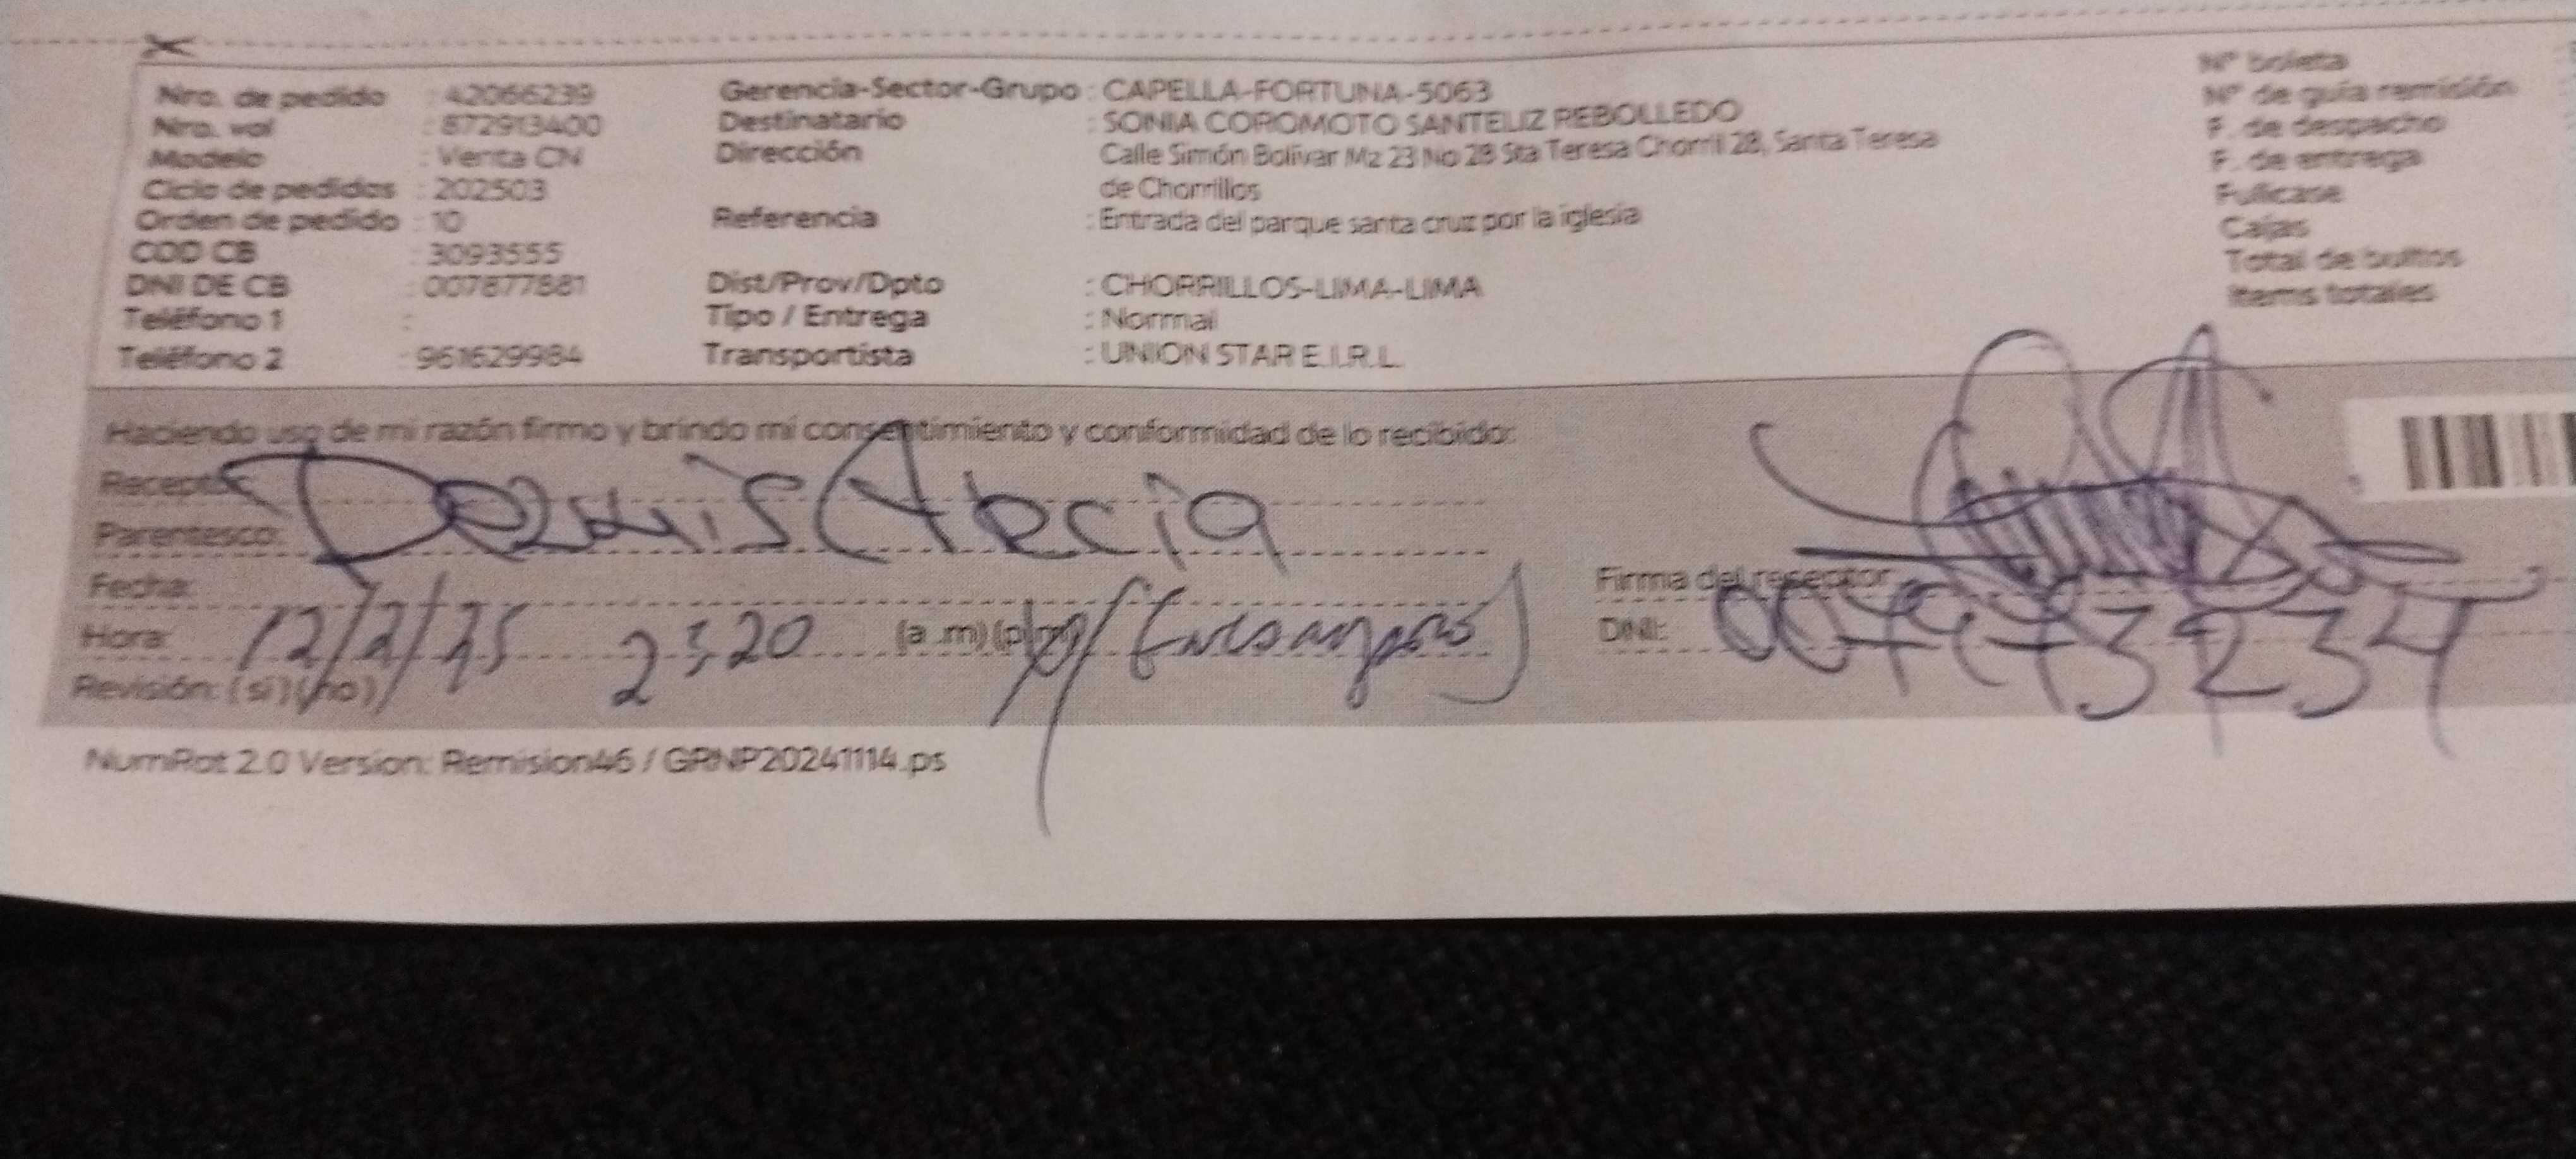 Nro. de pedido : 42066239 Gerencia-Sector-Grupo : CAPELLA-FORTUNA-5063 N° boleta
Nro. vol : 872913400 Destinatario : SONIA COROMOTO SANTELIZ REBOLLEDO N° de guía remisión
Modelo : Venta CN Dirección : Calle Simón Bolívar Mz 23 No 28 Sta Teresa Chorril 28, Santa Teresa F. de despacho
Ciclo de pedidos : 202503 de Chorrillos F. de entrega
Orden de pedido : 10 Referencia : Entrada del parque santa cruz por la iglesia Fullcase
COD CB : 3093555 Cajas
DNI DE CB : 007877881 Dist/Prov/Dpto : CHORRILLOS-LIMA-LIMA Total de bultos
Teléfono 1 : Tipo / Entrega : Normal Items totales
Teléfono 2 : 961629984 Transportista : UNION STAR E.I.R.L.
Haciendo uso de mi razón firmo y brindo mi consentimiento y conformidad de lo recibido:
Receptor:
Parentesco:
Fecha: Firma del receptor
Hora: 12/2/25 (a .m) (p.m) DNI:
Revisión: (si) (no)
NumRot 2.0 Version: Remision46 / GRNP20241114.ps